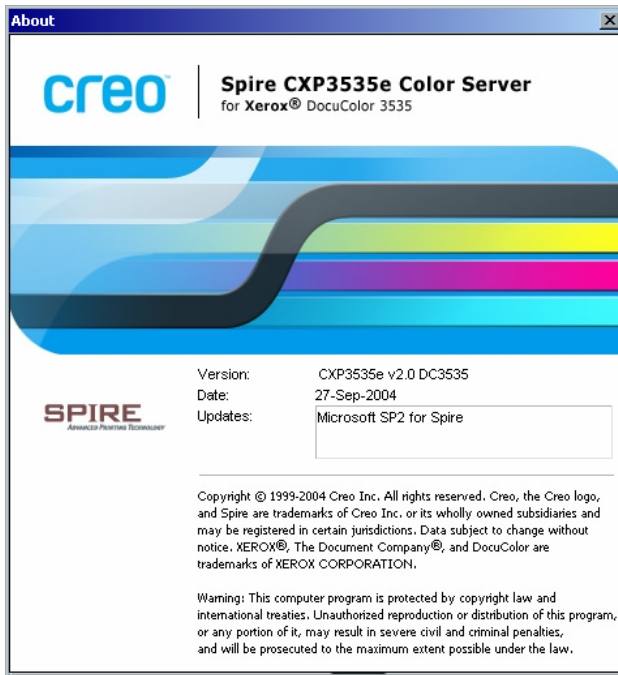 About
creo™
Spire CXP3535e Color Server
for Xerox® DocuColor 3535
Version: CXP3535e v2.0 DC3535
Date: 27-Sep-2004
Updates: Microsoft SP2 for Spire
SPIRE
ADVANCED PRINTING TECHNOLOGY
Copyright © 1999-2004 Creo Inc. All rights reserved. Creo, the Creo logo,
and Spire are trademarks of Creo Inc. or its wholly owned subsidiaries and
may be registered in certain jurisdictions. Data subject to change without
notice. XEROX®, The Document Company®, and DocuColor are
trademarks of XEROX CORPORATION.
Warning: This computer program is protected by copyright law and
international treaties. Unauthorized reproduction or distribution of this program,
or any portion of it, may result in severe civil and criminal penalties,
and will be prosecuted to the maximum extent possible under the law.